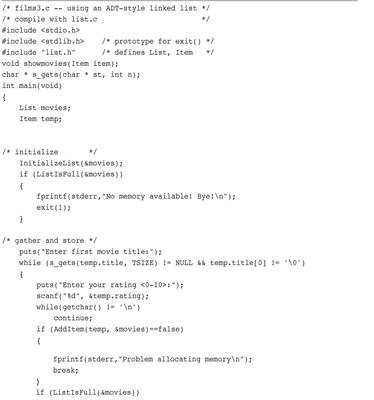 /* films3.c -- using an ADT-style linked list */
/* compile with list.c                        */
#include <stdio.h>
#include <stdlib.h>    /* prototype for exit() */
#include "list.h"      /* defines List, Item   */
void showmovies(Item item);
char * s_gets(char * st, int n);
int main(void)
{
    List movies;
    Item temp;
/* initialize       */
    InitializeList(&movies);
    if (ListIsFull(&movies))
    {
        fprintf(stderr,"No memory available! Bye!\n");
        exit(1);
    }
/* gather and store */
    puts("Enter first movie title:");
    while (s_gets(temp.title, TSIZE) != NULL && temp.title[0] != '\0')
    {
        puts("Enter your rating <0-10>:");
        scanf("%d", &temp.rating);
        while(getchar() != '\n')
            continue;
        if (AddItem(temp, &movies)==false)
        {
            fprintf(stderr,"Problem allocating memory\n");
            break;
        }
        if (ListIsFull(&movies))